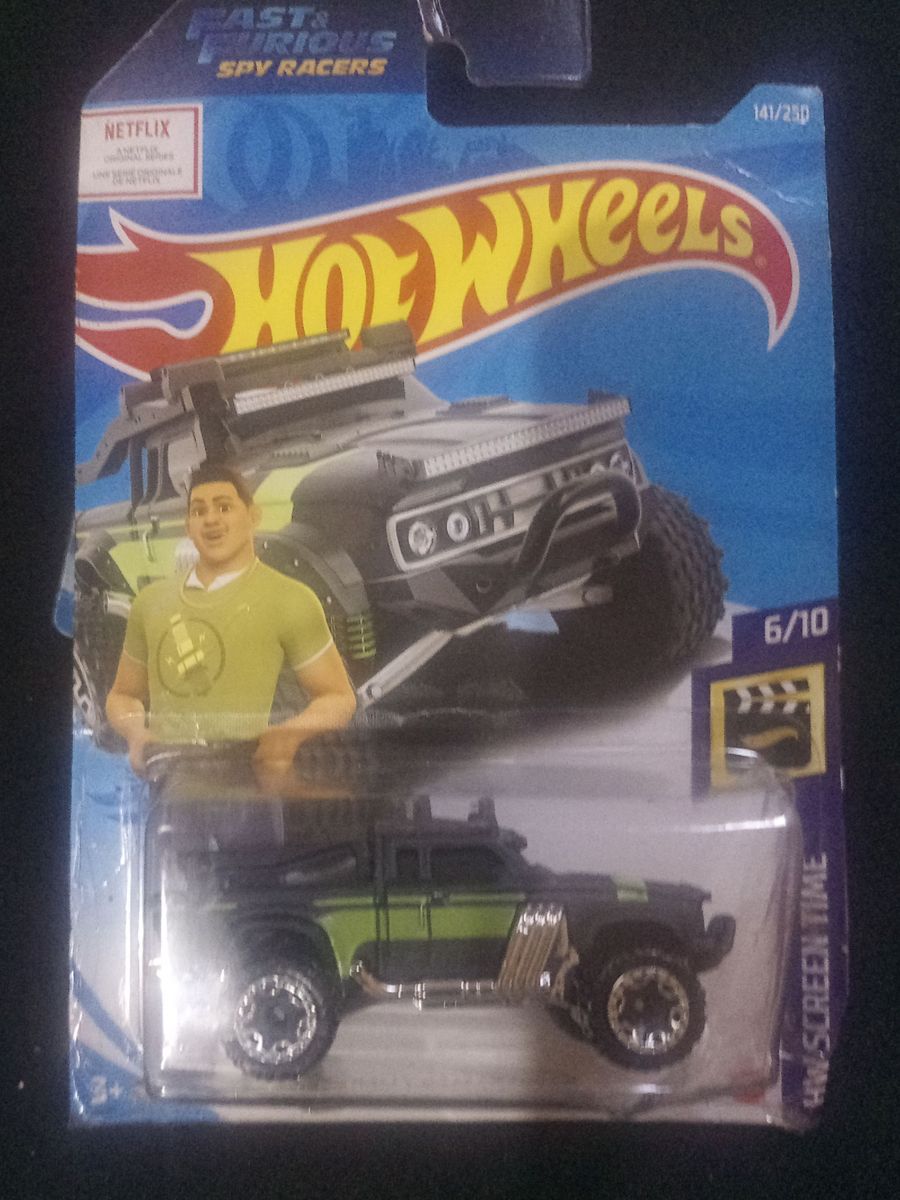 FAST &
FURIOUS
SPY RACERS
141/250
NETFLIX
A NETFLIX
ORIGINAL SERIES
UNE SÉRIE ORIGINALE
DE NETFLIX
HOT WHEELS®
6/10
HW SCREEN TIME
3+